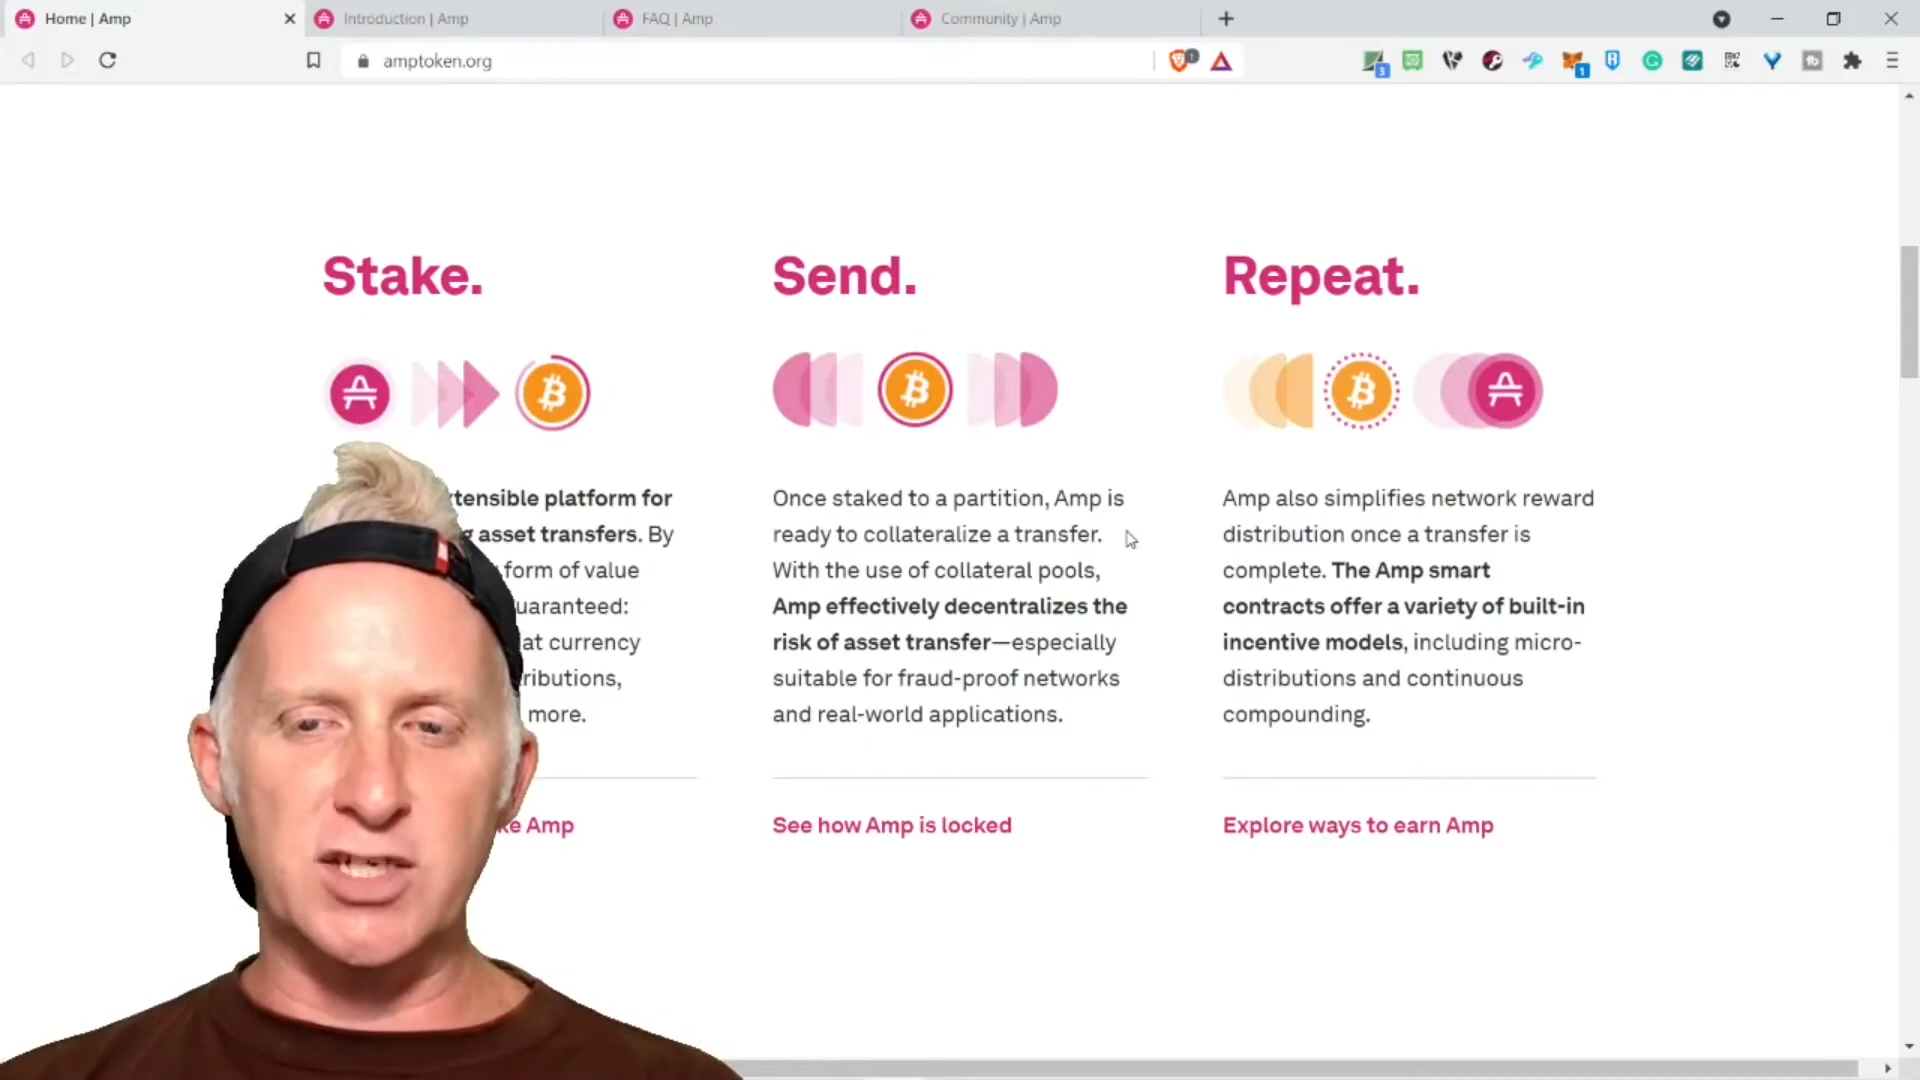 Home | Amp
Introduction | Amp
FAQ | Amp
Community | Amp
amptoken.org
1
3
1
Stake.
Send.
Repeat.
tensible platform for
asset transfers. By
form of value
uaranteed:
at currency
ributions,
more.
Once staked to a partition, Amp is
ready to collateralize a transfer.
With the use of collateral pools,
Amp effectively decentralizes the
risk of asset transfer—especially
suitable for fraud-proof networks
and real-world applications.
Amp also simplifies network reward
distribution once a transfer is
complete. The Amp smart
contracts offer a variety of built-in
incentive models, including micro-
distributions and continuous
compounding.
ke Amp
See how Amp is locked
Explore ways to earn Amp